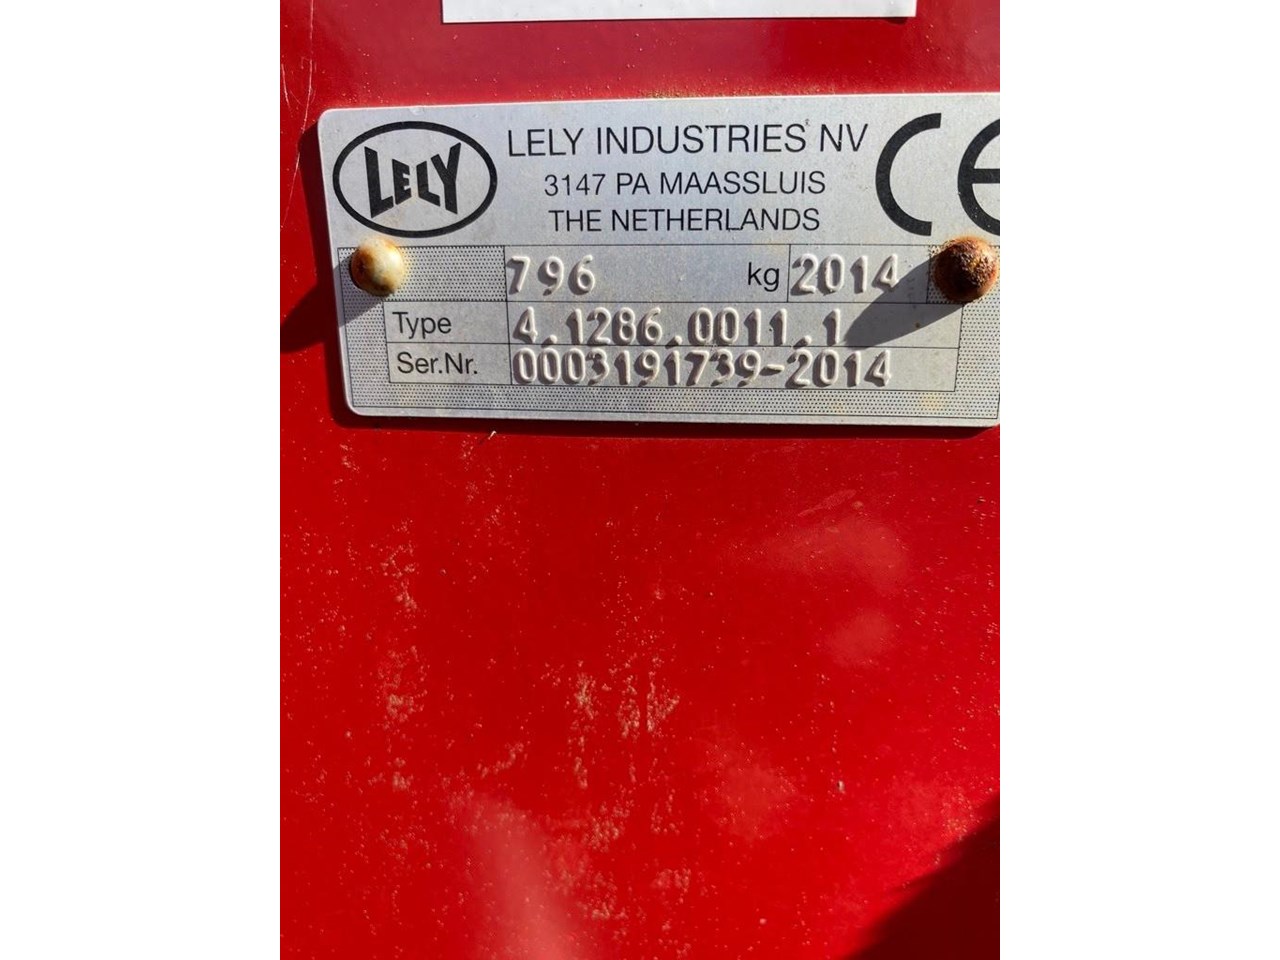 LELY
LELY INDUSTRIES NV
3147 PA MAASSLUIS
THE NETHERLANDS
CE
796 kg 2014
Type 4.1286.0011.1
Ser.Nr. 0003191739-2014